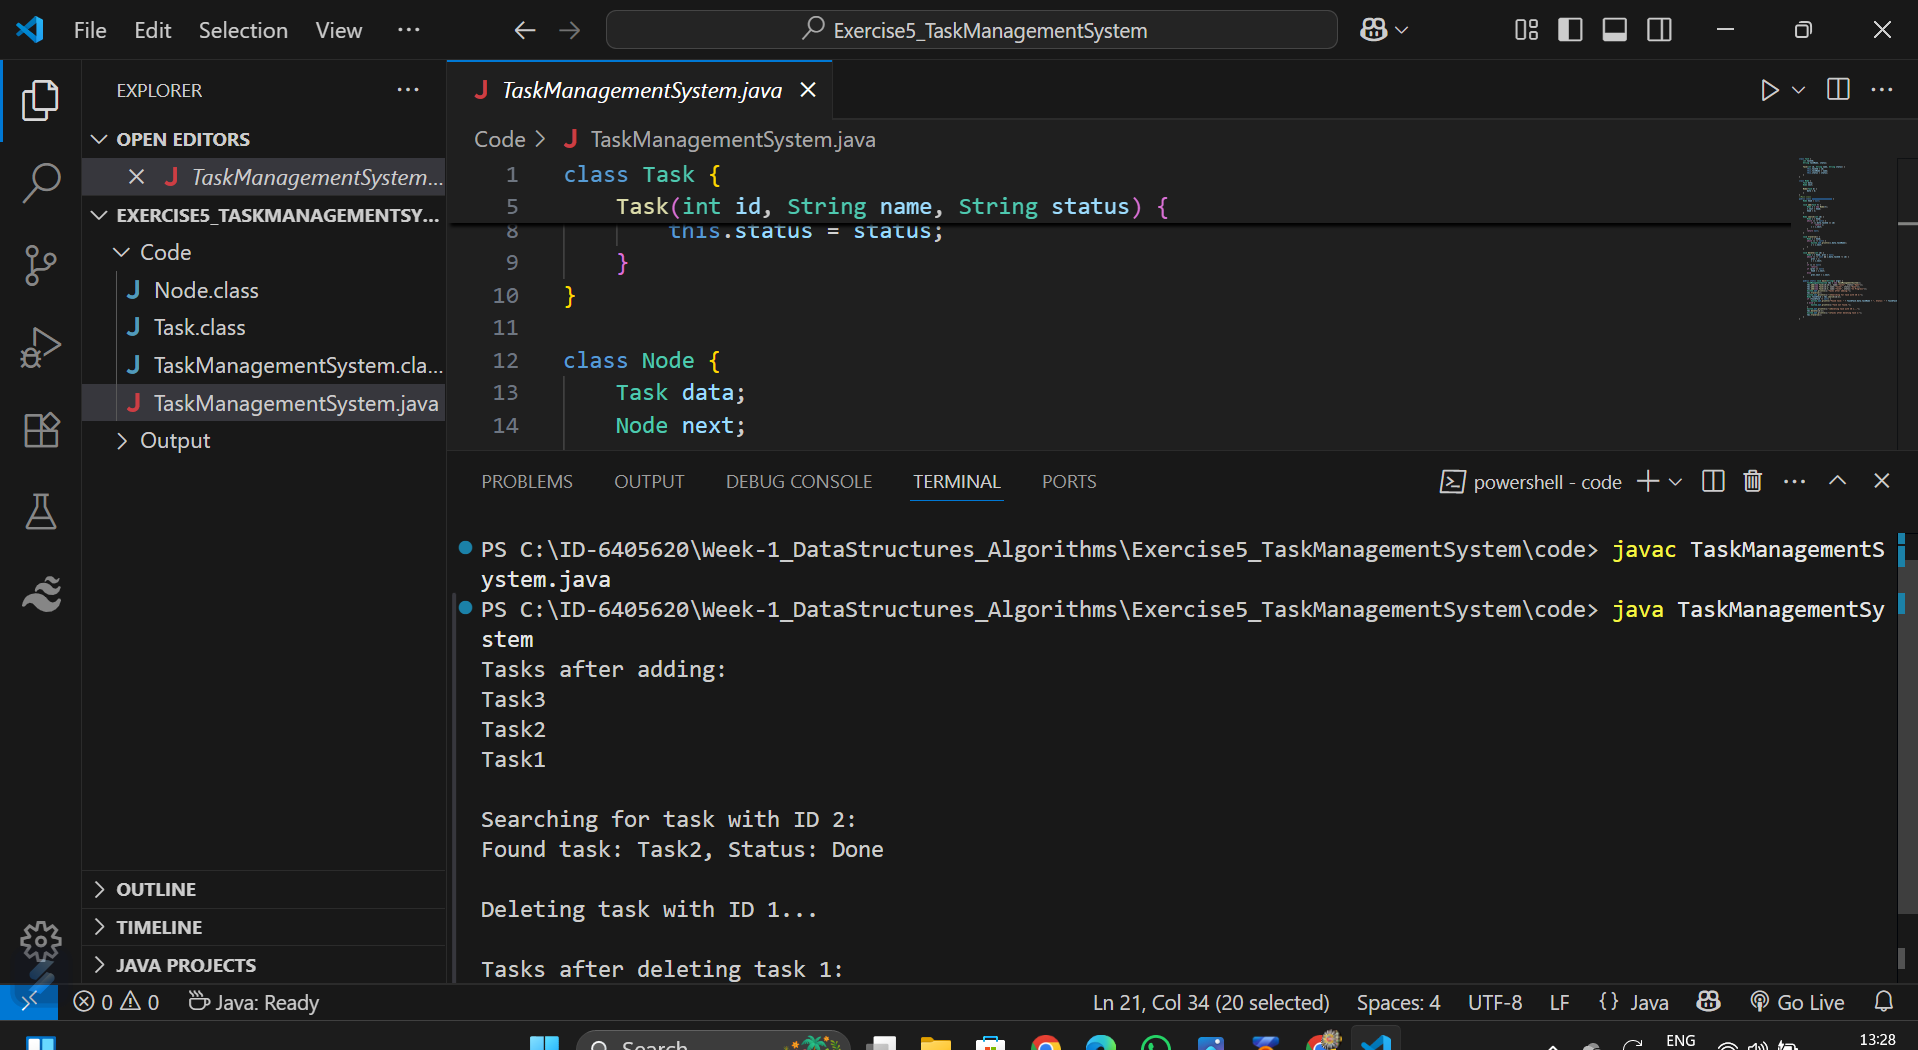 File Edit Selection View ···
Exercise5_TaskManagementSystem
EXPLORER
OPEN EDITORS
TaskManagementSystem...
EXERCISE5_TASKMANAGEMENTSY...
Code
Node.class
Task.class
TaskManagementSystem.cla...
TaskManagementSystem.java
Output
OUTLINE
TIMELINE
JAVA PROJECTS
TaskManagementSystem.java
Code > TaskManagementSystem.java
1 class Task {
5 Task(int id, String name, String status) {
8 this.status = status;
9 }
10 }
11
12 class Node {
13 Task data;
14 Node next;
PROBLEMS OUTPUT DEBUG CONSOLE TERMINAL PORTS
powershell - code
PS C:\ID-6405620\Week-1_DataStructures_Algorithms\Exercise5_TaskManagementSystem\code> javac TaskManagementS
ystem.java
PS C:\ID-6405620\Week-1_DataStructures_Algorithms\Exercise5_TaskManagementSystem\code> java TaskManagementSy
stem
Tasks after adding:
Task3
Task2
Task1
Searching for task with ID 2:
Found task: Task2, Status: Done
Deleting task with ID 1...
Tasks after deleting task 1:
0 0 Java: Ready
Ln 21, Col 34 (20 selected) Spaces: 4 UTF-8 LF {} Java Go Live
Search
ENG
13:28